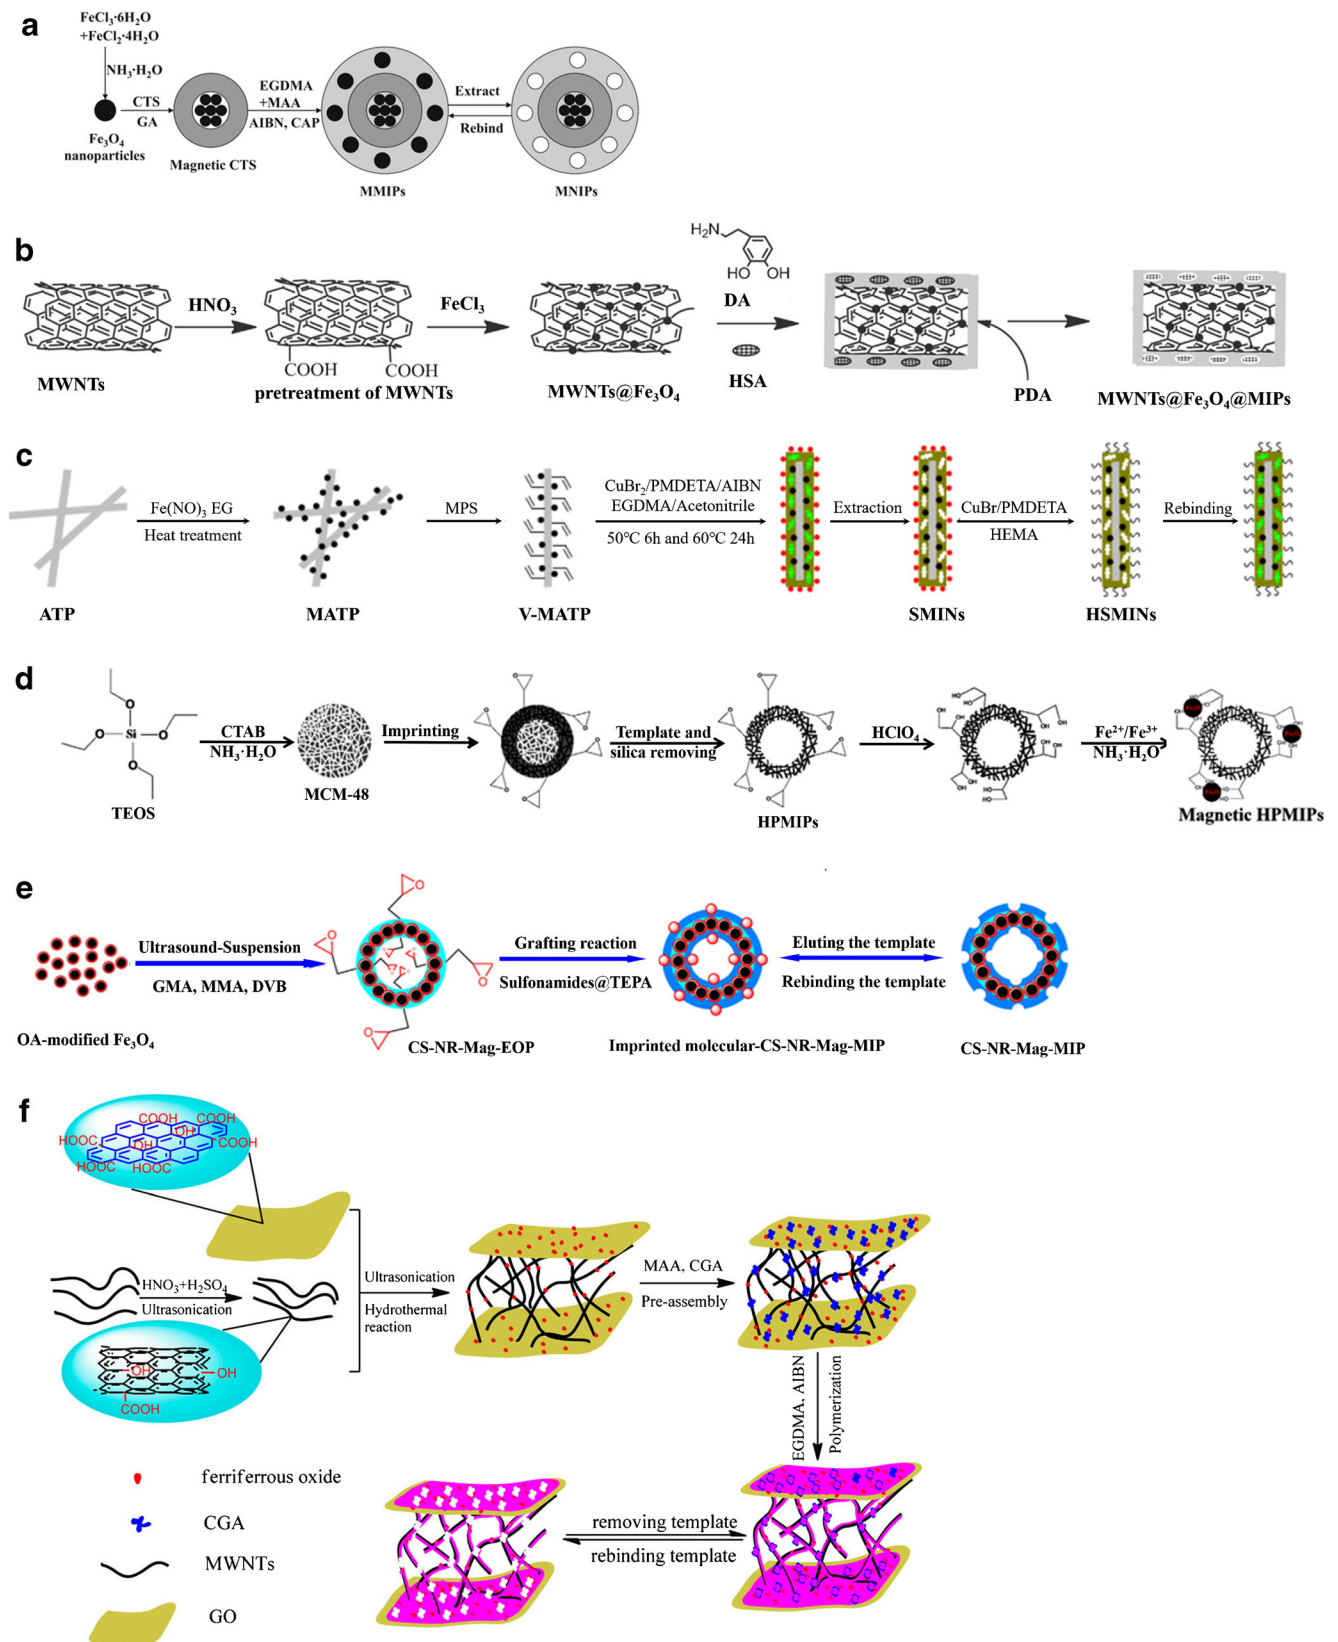 a
FeCl₃·6H₂O
+FeCl₂·4H₂O
NH₃·H₂O
CTS
GA
Fe₃O₄
nanoparticles
Magnetic CTS
EGDMA
+MAA
AIBN, CAP
MMIPs
Extract
Rebind
MNIPs
b
MWNTs
HNO₃
COOH
COOH
pretreatment of MWNTs
FeCl₃
MWNTs@Fe₃O₄
H₂N
HO
OH
DA
HSA
PDA
MWNTs@Fe₃O₄@MIPs
c
ATP
Fe(NO)₃ EG
Heat treatment
MATP
MPS
V-MATP
CuBr₂/PMDETA/AIBN
EGDMA/Acetonitrile
50°C 6h and 60°C 24h
Extraction
SMINs
CuBr/PMDETA
HEMA
HSMINs
Rebinding
d
O
O
Si
O
O
TEOS
CTAB
NH₃·H₂O
MCM-48
Imprinting
Template and
silica removing
HPMIPs
HClO₄
Fe²⁺/Fe³⁺
NH₃·H₂O
Magnetic HPMIPs
e
OA-modified Fe₃O₄
Ultrasound-Suspension
GMA, MMA, DVB
O
O
O
O
CS-NR-Mag-EOP
Grafting reaction
Sulfonamides@TEPA
Imprinted molecular-CS-NR-Mag-MIP
Eluting the template
Rebinding the template
CS-NR-Mag-MIP
f
COOH
COOH
OH
HOOC
OH
COOH
HOOC
HOOC
HNO₃+H₂SO₄
Ultrasonication
OH
OH
COOH
Ultrasonication
Hydrothermal
reaction
MAA, CGA
Pre-assembly
EGDMA, AIBN
Polymerization
removing template
rebinding template
ferriferrous oxide
CGA
MWNTs
GO